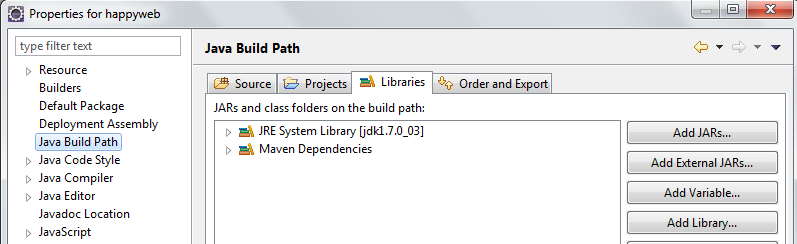 Properties for happyweb
type filter text
Resource
Builders
Default Package
Deployment Assembly
Java Build Path
Java Code Style
Java Compiler
Java Editor
Javadoc Location
JavaScript
Java Build Path
Source
Projects
Libraries
Order and Export
JARs and class folders on the build path:
JRE System Library [jdk1.7.0_03]
Maven Dependencies
Add JARs...
Add External JARs...
Add Variable...
Add Library...